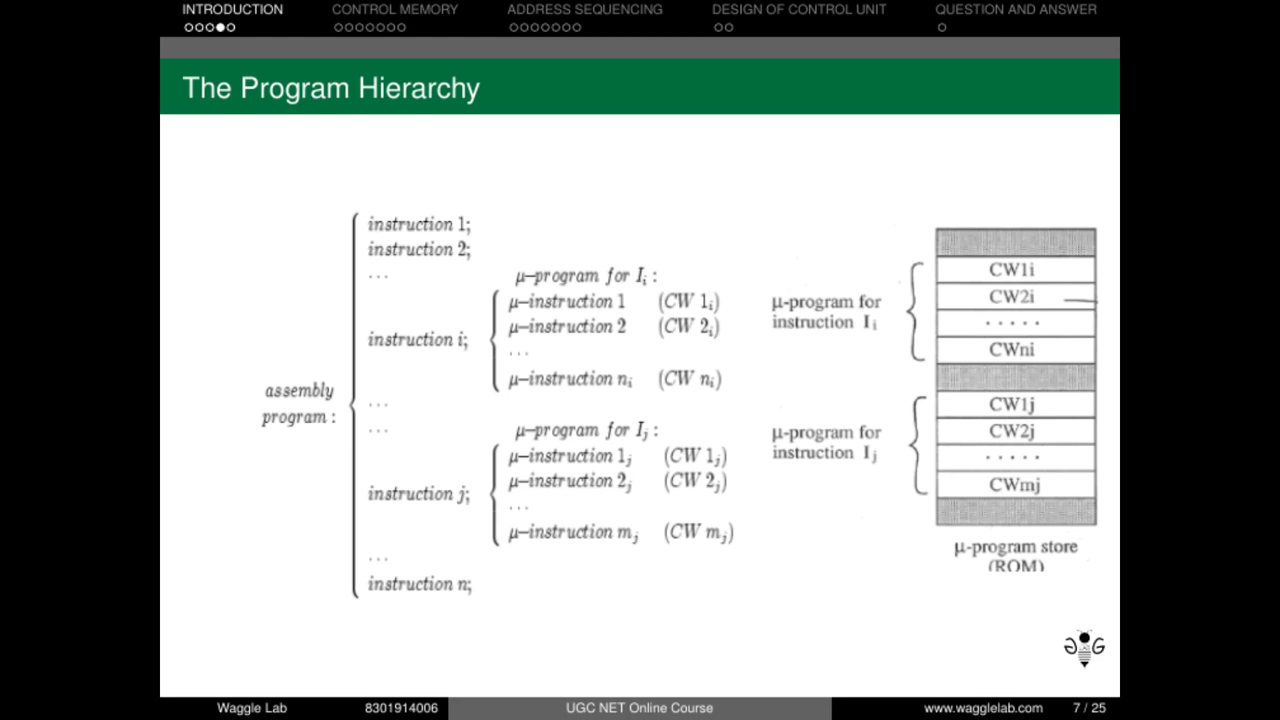 INTRODUCTION CONTROL MEMORY ADDRESS SEQUENCING DESIGN OF CONTROL UNIT QUESTION AND ANSWER
The Program Hierarchy
assembly
program :
instruction 1;
instruction 2;
...
instruction i;
...
...
instruction j;
...
instruction n;
μ–program for Iᵢ :
μ–instruction 1 (CW 1ᵢ)
μ–instruction 2 (CW 2ᵢ)
...
μ–instruction nᵢ (CW nᵢ)
μ–program for Iⱼ :
μ–instruction 1ⱼ (CW 1ⱼ)
μ–instruction 2ⱼ (CW 2ⱼ)
...
μ–instruction mⱼ (CW mⱼ)
μ-program for
instruction Iᵢ
μ-program for
instruction Iⱼ
CW1i
CW2i
.....
CWni
CW1j
CW2j
.....
CWmj
μ-program store
(ROM)
Waggle Lab 8301914006 UGC NET Online Course www.wagglelab.com 7 / 25